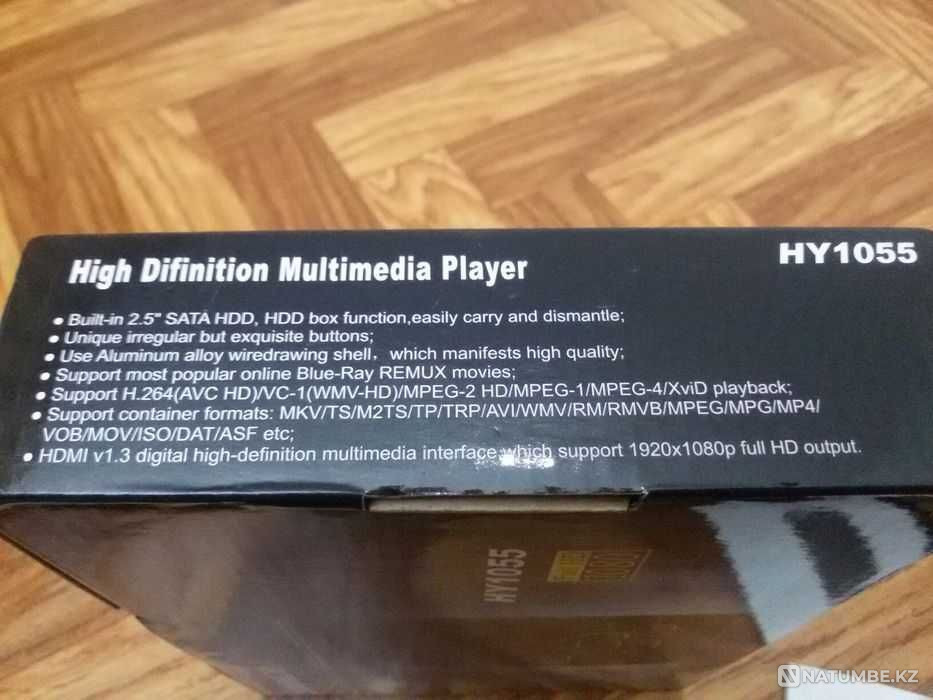 High Difinition Multimedia Player
HY1055
• Built-in 2.5" SATA HDD, HDD box function,easily carry and dismantle;
• Unique irregular but exquisite buttons;
• Use Aluminum alloy wiredrawing shell，which manifests high quality;
• Support most popular online Blue-Ray REMUX movies;
• Support H.264(AVC HD)/VC-1(WMV-HD)/MPEG-2 HD/MPEG-1/MPEG-4/XviD playback;
• Support container formats: MKV/TS/M2TS/TP/TRP/AVI/WMV/RM/RMVB/MPEG/MPG/MP4/
VOB/MOV/ISO/DAT/ASF etc;
• HDMI v1.3 digital high-definition multimedia interface which support 1920x1080p full HD output.
HY1055
1080
NATUMBE.KZ